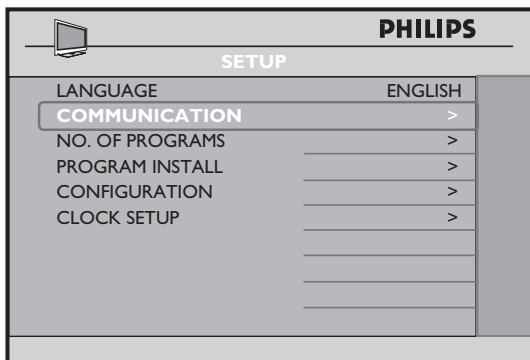 PHILIPS
SETUP
LANGUAGE ENGLISH
COMMUNICATION >
NO. OF PROGRAMS >
PROGRAM INSTALL >
CONFIGURATION >
CLOCK SETUP >